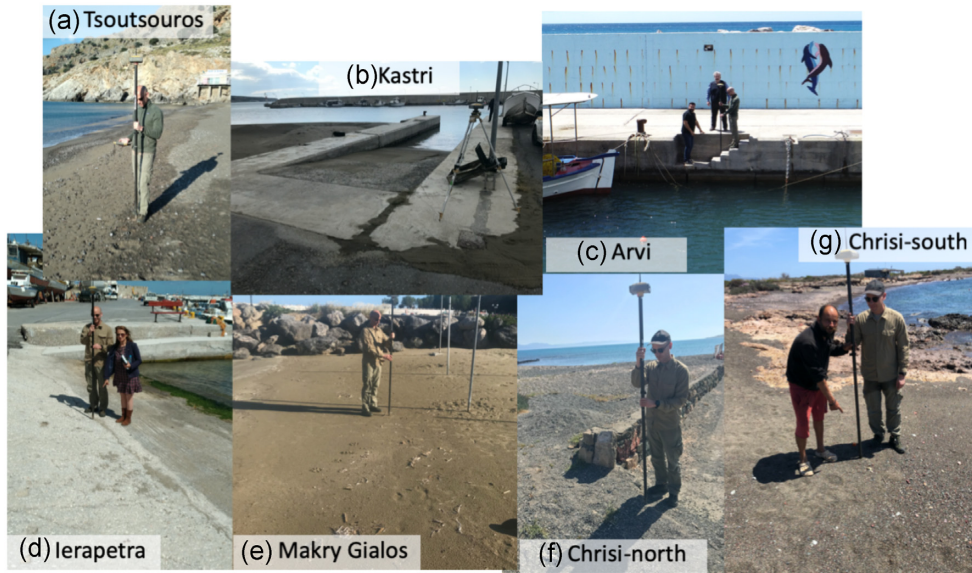 (a) Tsoutsouros
(b) Kastri
(c) Arvi
(g) Chrisi-south
(d) Ierapetra
(e) Makry Gialos
(f) Chrisi-north